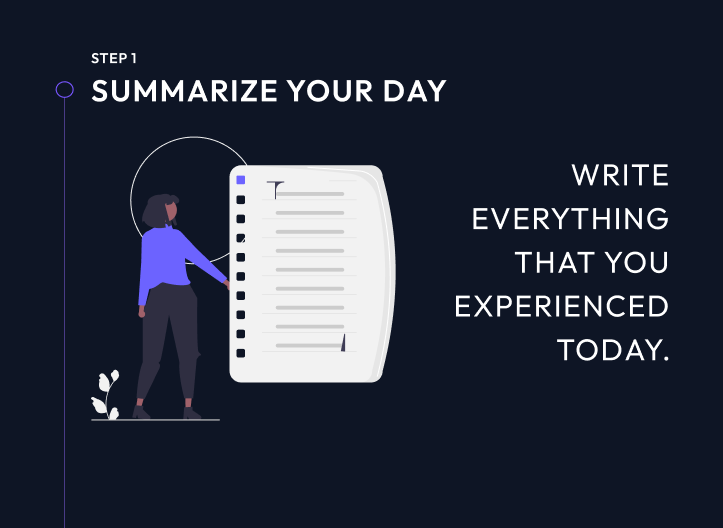 STEP 1
SUMMARIZE YOUR DAY
WRITE
EVERYTHING
THAT YOU
EXPERIENCED
TODAY.